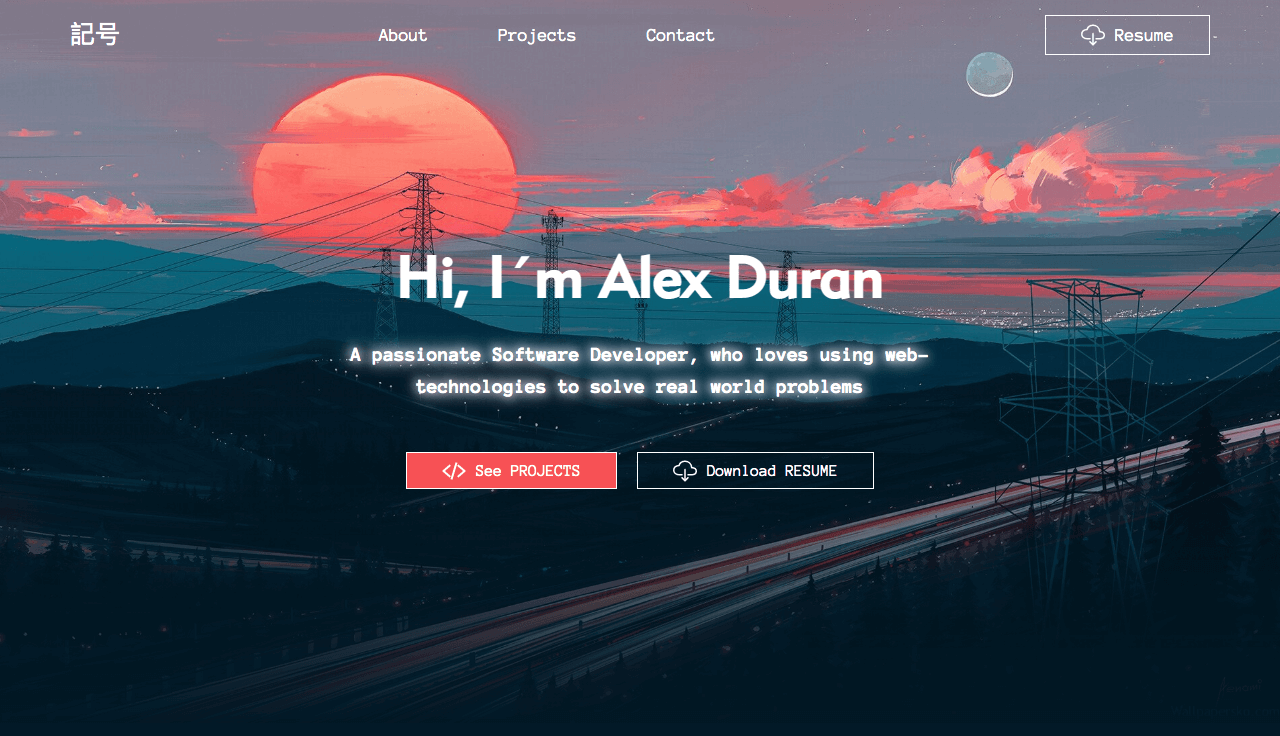 記号
About
Projects
Contact
Resume -
Hi, I´m Alex Duran
A passionate Software Developer, who loves using web-
technologies to solve real world problems
</> See PROJECTS
Download RESUME